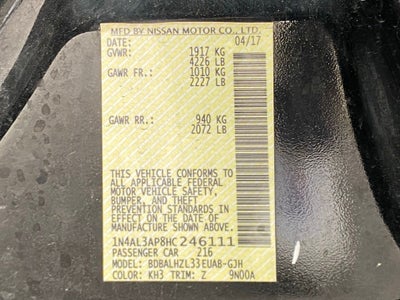 MFD BY NISSAN MOTOR CO., LTD.
DATE: 04/17
GVWR: 1917 KG
4226 LB
GAWR FR.: 1010 KG
2227 LB
GAWR RR.: 940 KG
2072 LB
THIS VEHICLE CONFORMS TO
ALL APPLICABLE FEDERAL
MOTOR VEHICLE SAFETY,
BUMPER, AND THEFT
PREVENTION STANDARDS IN
EFFECT ON THE DATE OF
MANUFACTURE SHOWN ABOVE.
1N4AL3AP8HC246111
PASSENGER CAR 216
MODEL: BDBALHZL33EUAB-GJH
COLOR: KH3 TRIM: Z 9N00A